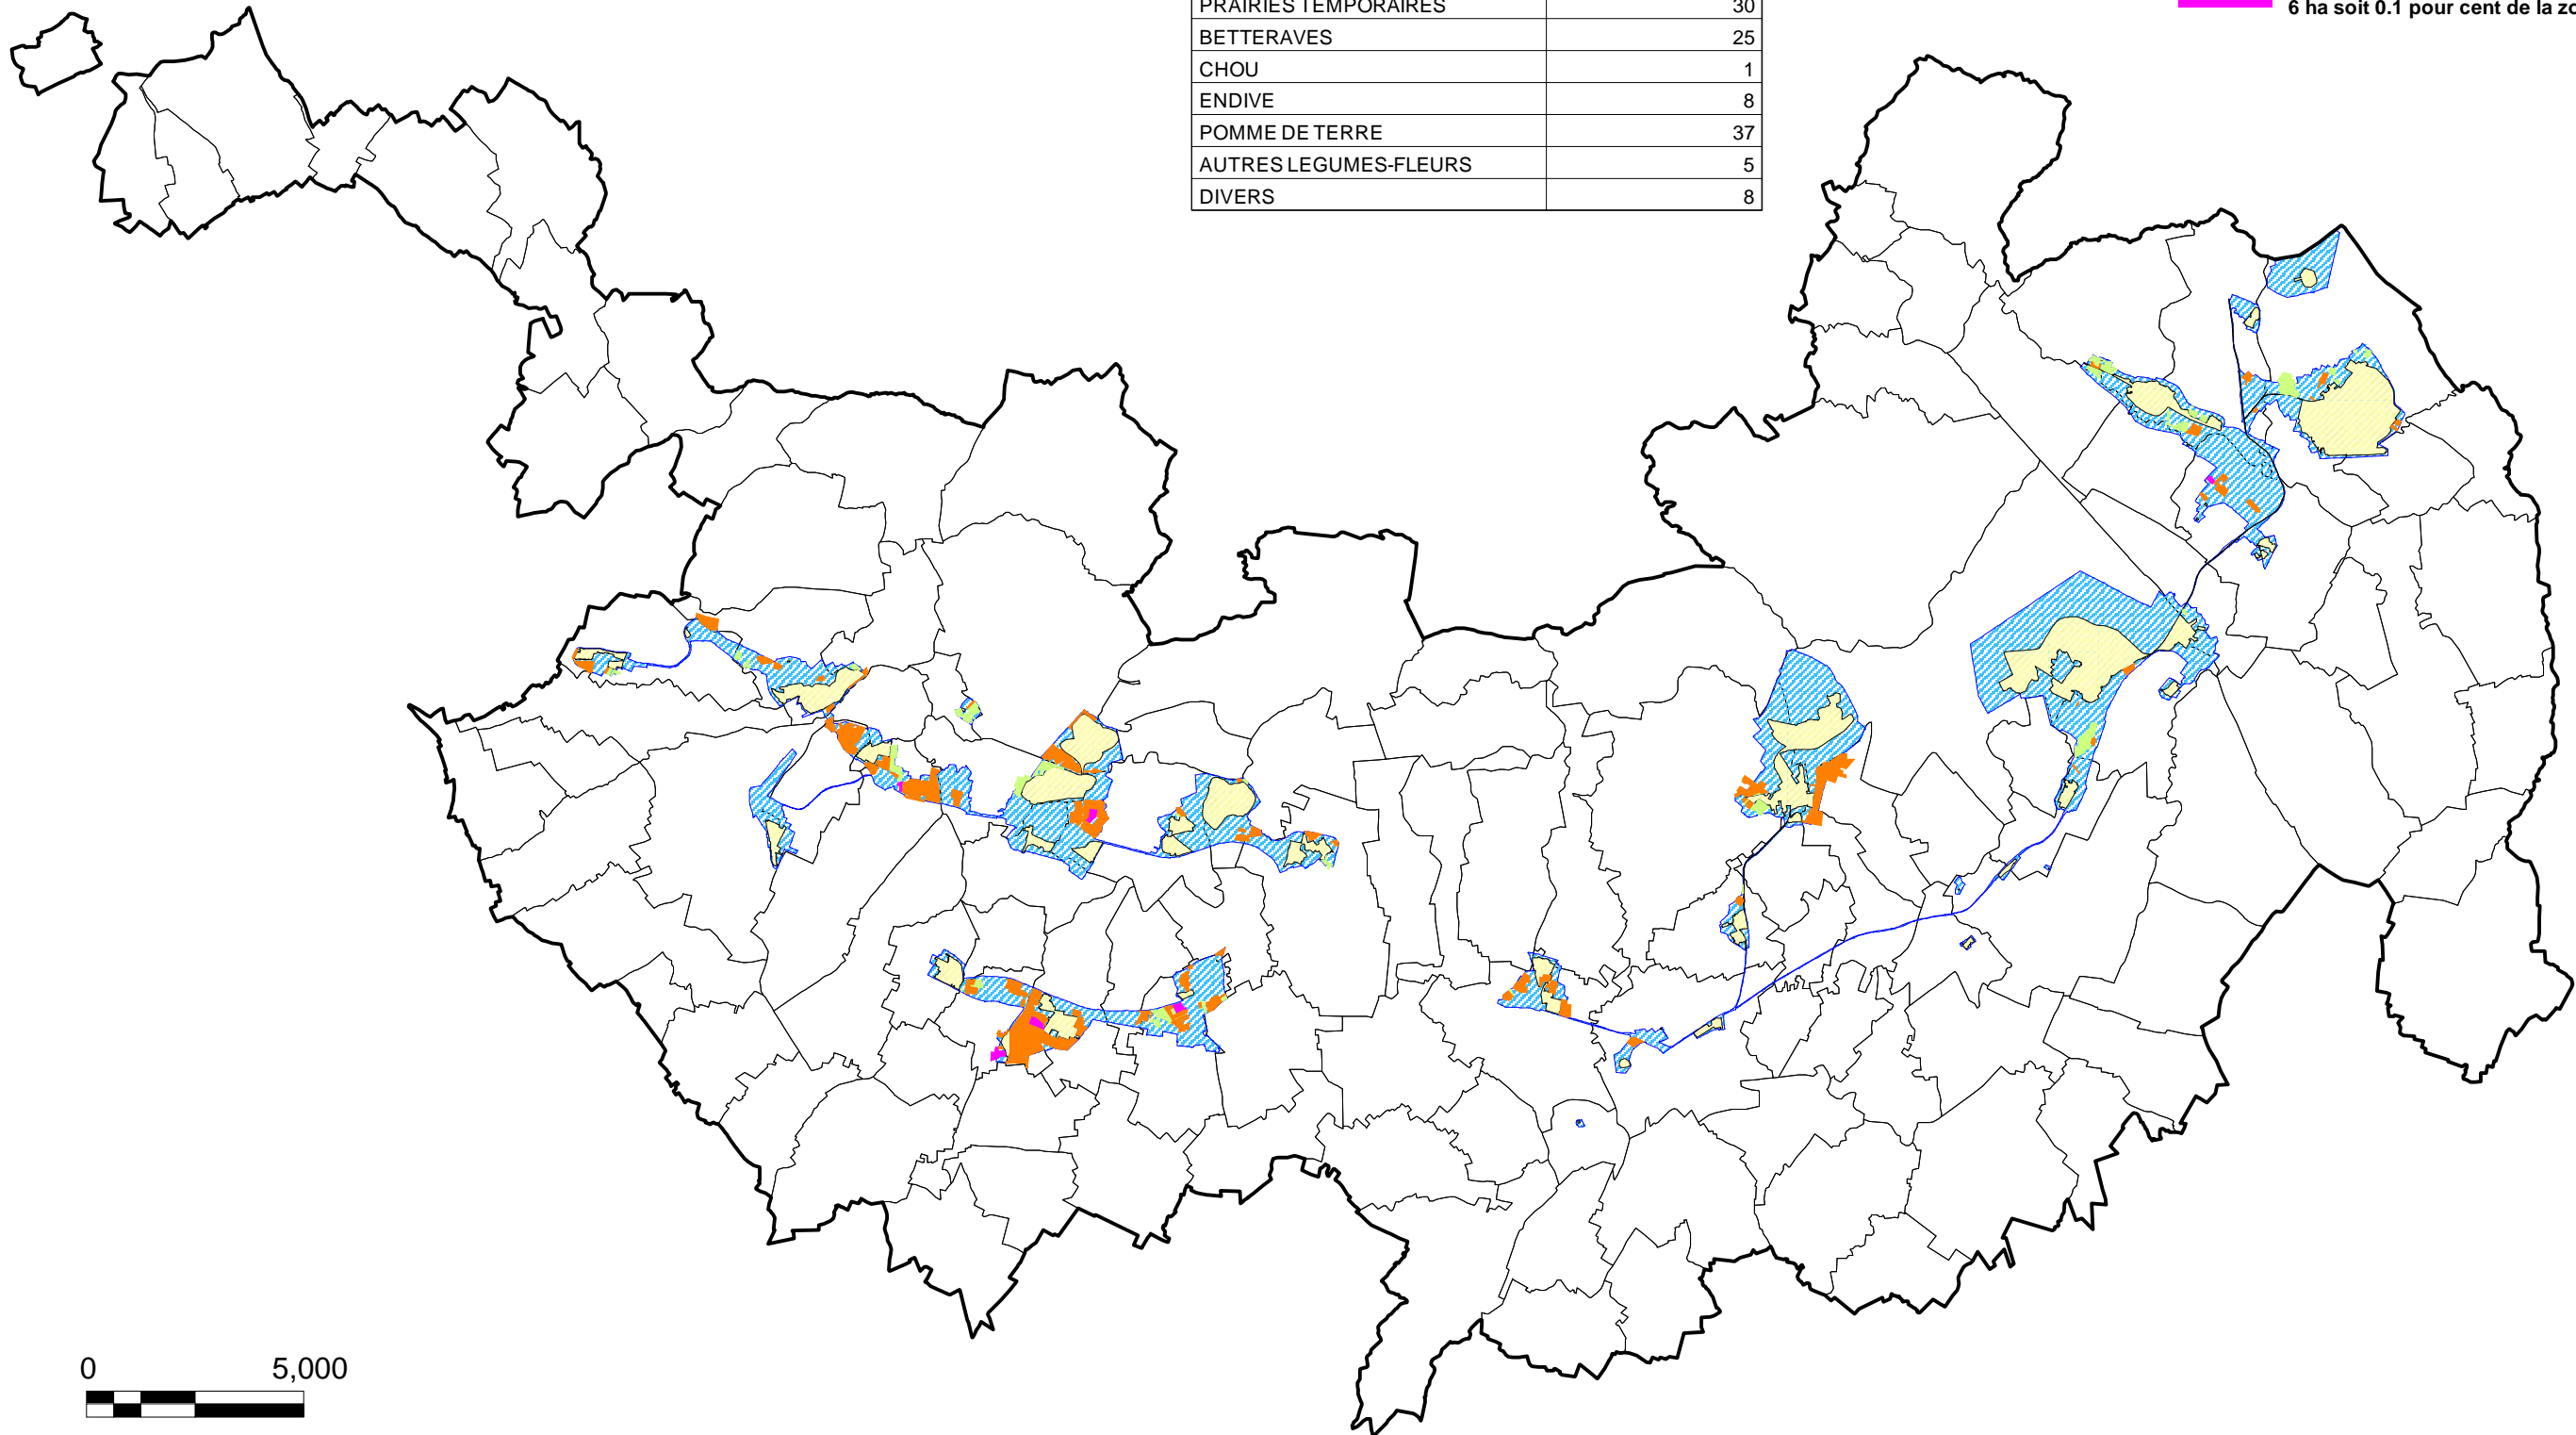 PRAIRIES TEMPORAIRES 30
BETTERAVES 25
CHOU 1
ENDIVE 8
POMME DE TERRE 37
AUTRES LEGUMES-FLEURS 5
DIVERS 8
6 ha soit 0.1 pour cent de la
0 5,000